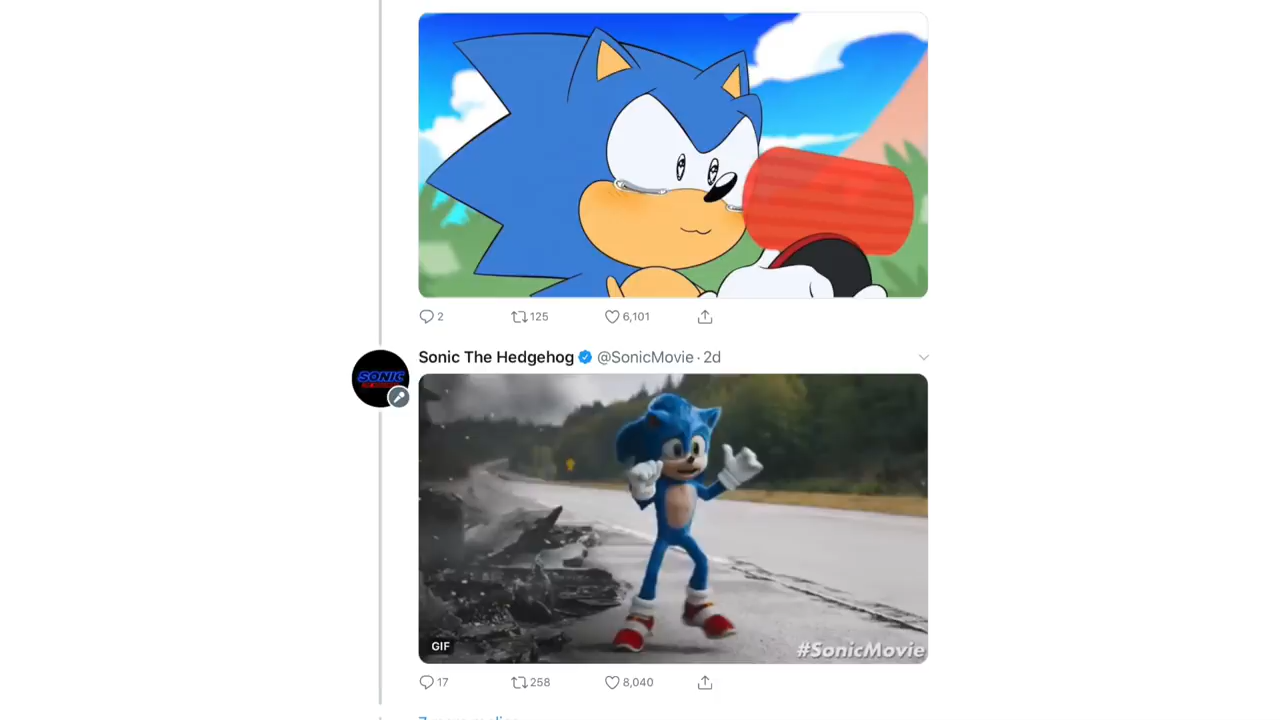 2 125 6,101
Sonic The Hedgehog @SonicMovie · 2d
SONIC
GIF
#SonicMovie
17 258 8,040